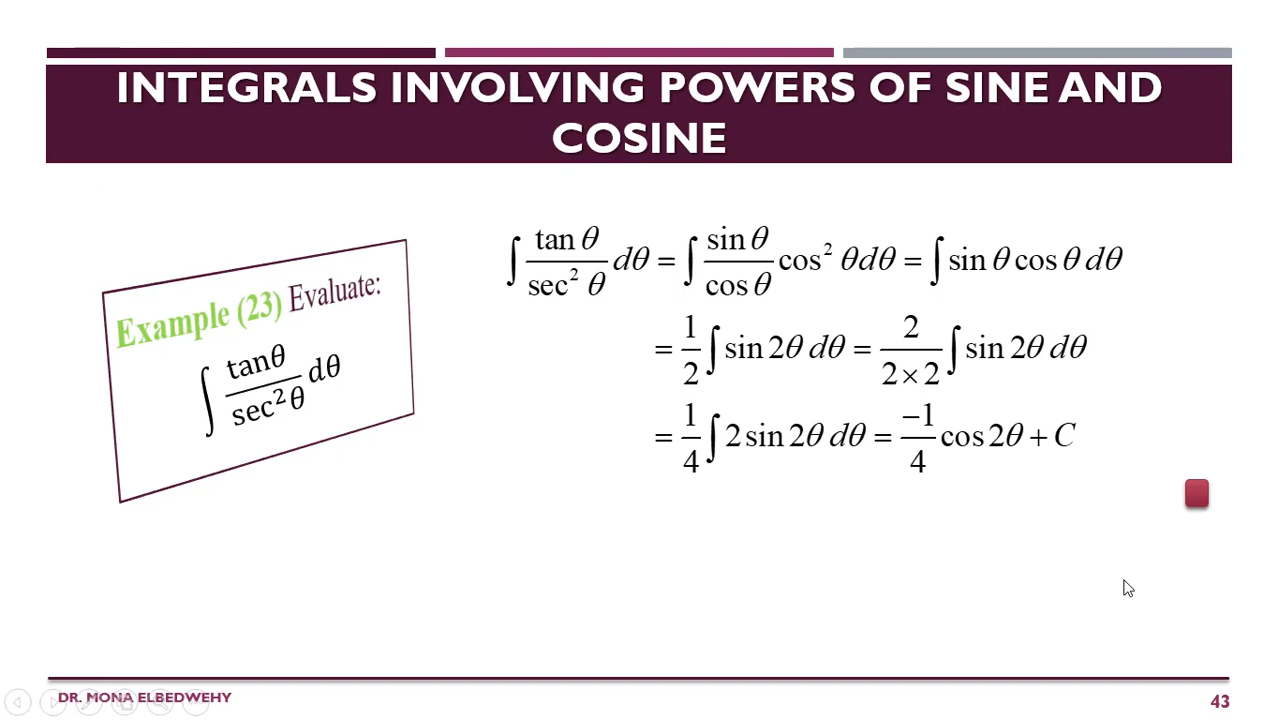 INTEGRALS INVOLVING POWERS OF SINE AND
COSINE
Example (23) Evaluate:
∫ tanθ/sec²θ dθ
∫ tan θ/sec² θ dθ = ∫ sin θ/cos θ cos² θ dθ = ∫ sin θ cos θ dθ
= 1/2 ∫ sin 2θ dθ = 2/(2 × 2) ∫ sin 2θ dθ
= 1/4 ∫ 2 sin 2θ dθ = −1/4 cos 2θ + C
DR. MONA ELBEDWEHY
43